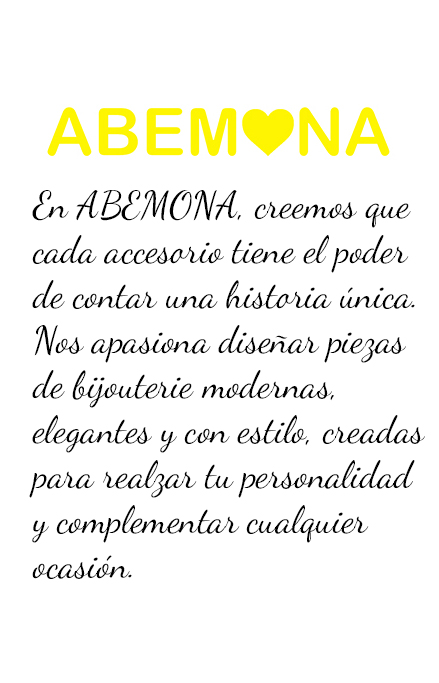 ABEMONA
En ABEMONA, creemos que
cada accesorio tiene el poder
de contar una historia única.
Nos apasiona diseñar piezas
de bijouterie modernas,
elegantes y con estilo, creadas
para realzar tu personalidad
y complementar cualquier
ocasión.